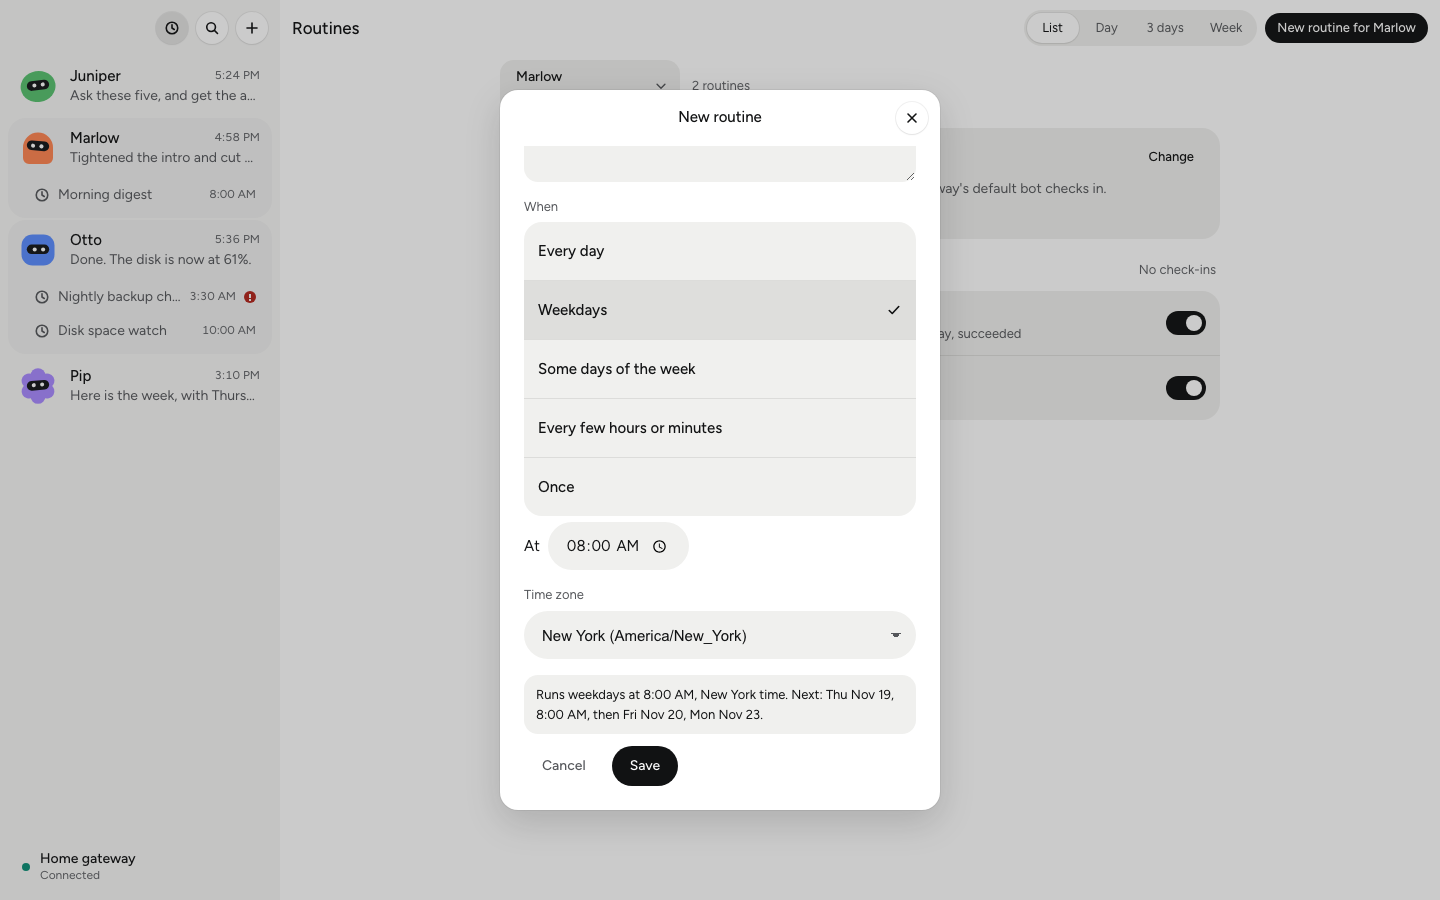 Routines
List
Day
3 days
Week
New routine for Marlow
Juniper
5:24 PM
Ask these five, and get the a...
Marlow
4:58 PM
Tightened the intro and cut ...
Morning digest
8:00 AM
Otto
5:36 PM
Done. The disk is now at 61%.
Nightly backup ch...
3:30 AM
Disk space watch
10:00 AM
Pip
3:10 PM
Here is the week, with Thurs...
Home gateway
Connected
Marlow
2 routines
Change
way's default bot checks in.
No check-ins
ay, succeeded
New routine
When
Every day
Weekdays
Some days of the week
Every few hours or minutes
Once
At
08:00 AM
Time zone
New York (America/New_York)
Runs weekdays at 8:00 AM, New York time. Next: Thu Nov 19,
8:00 AM, then Fri Nov 20, Mon Nov 23.
Cancel
Save